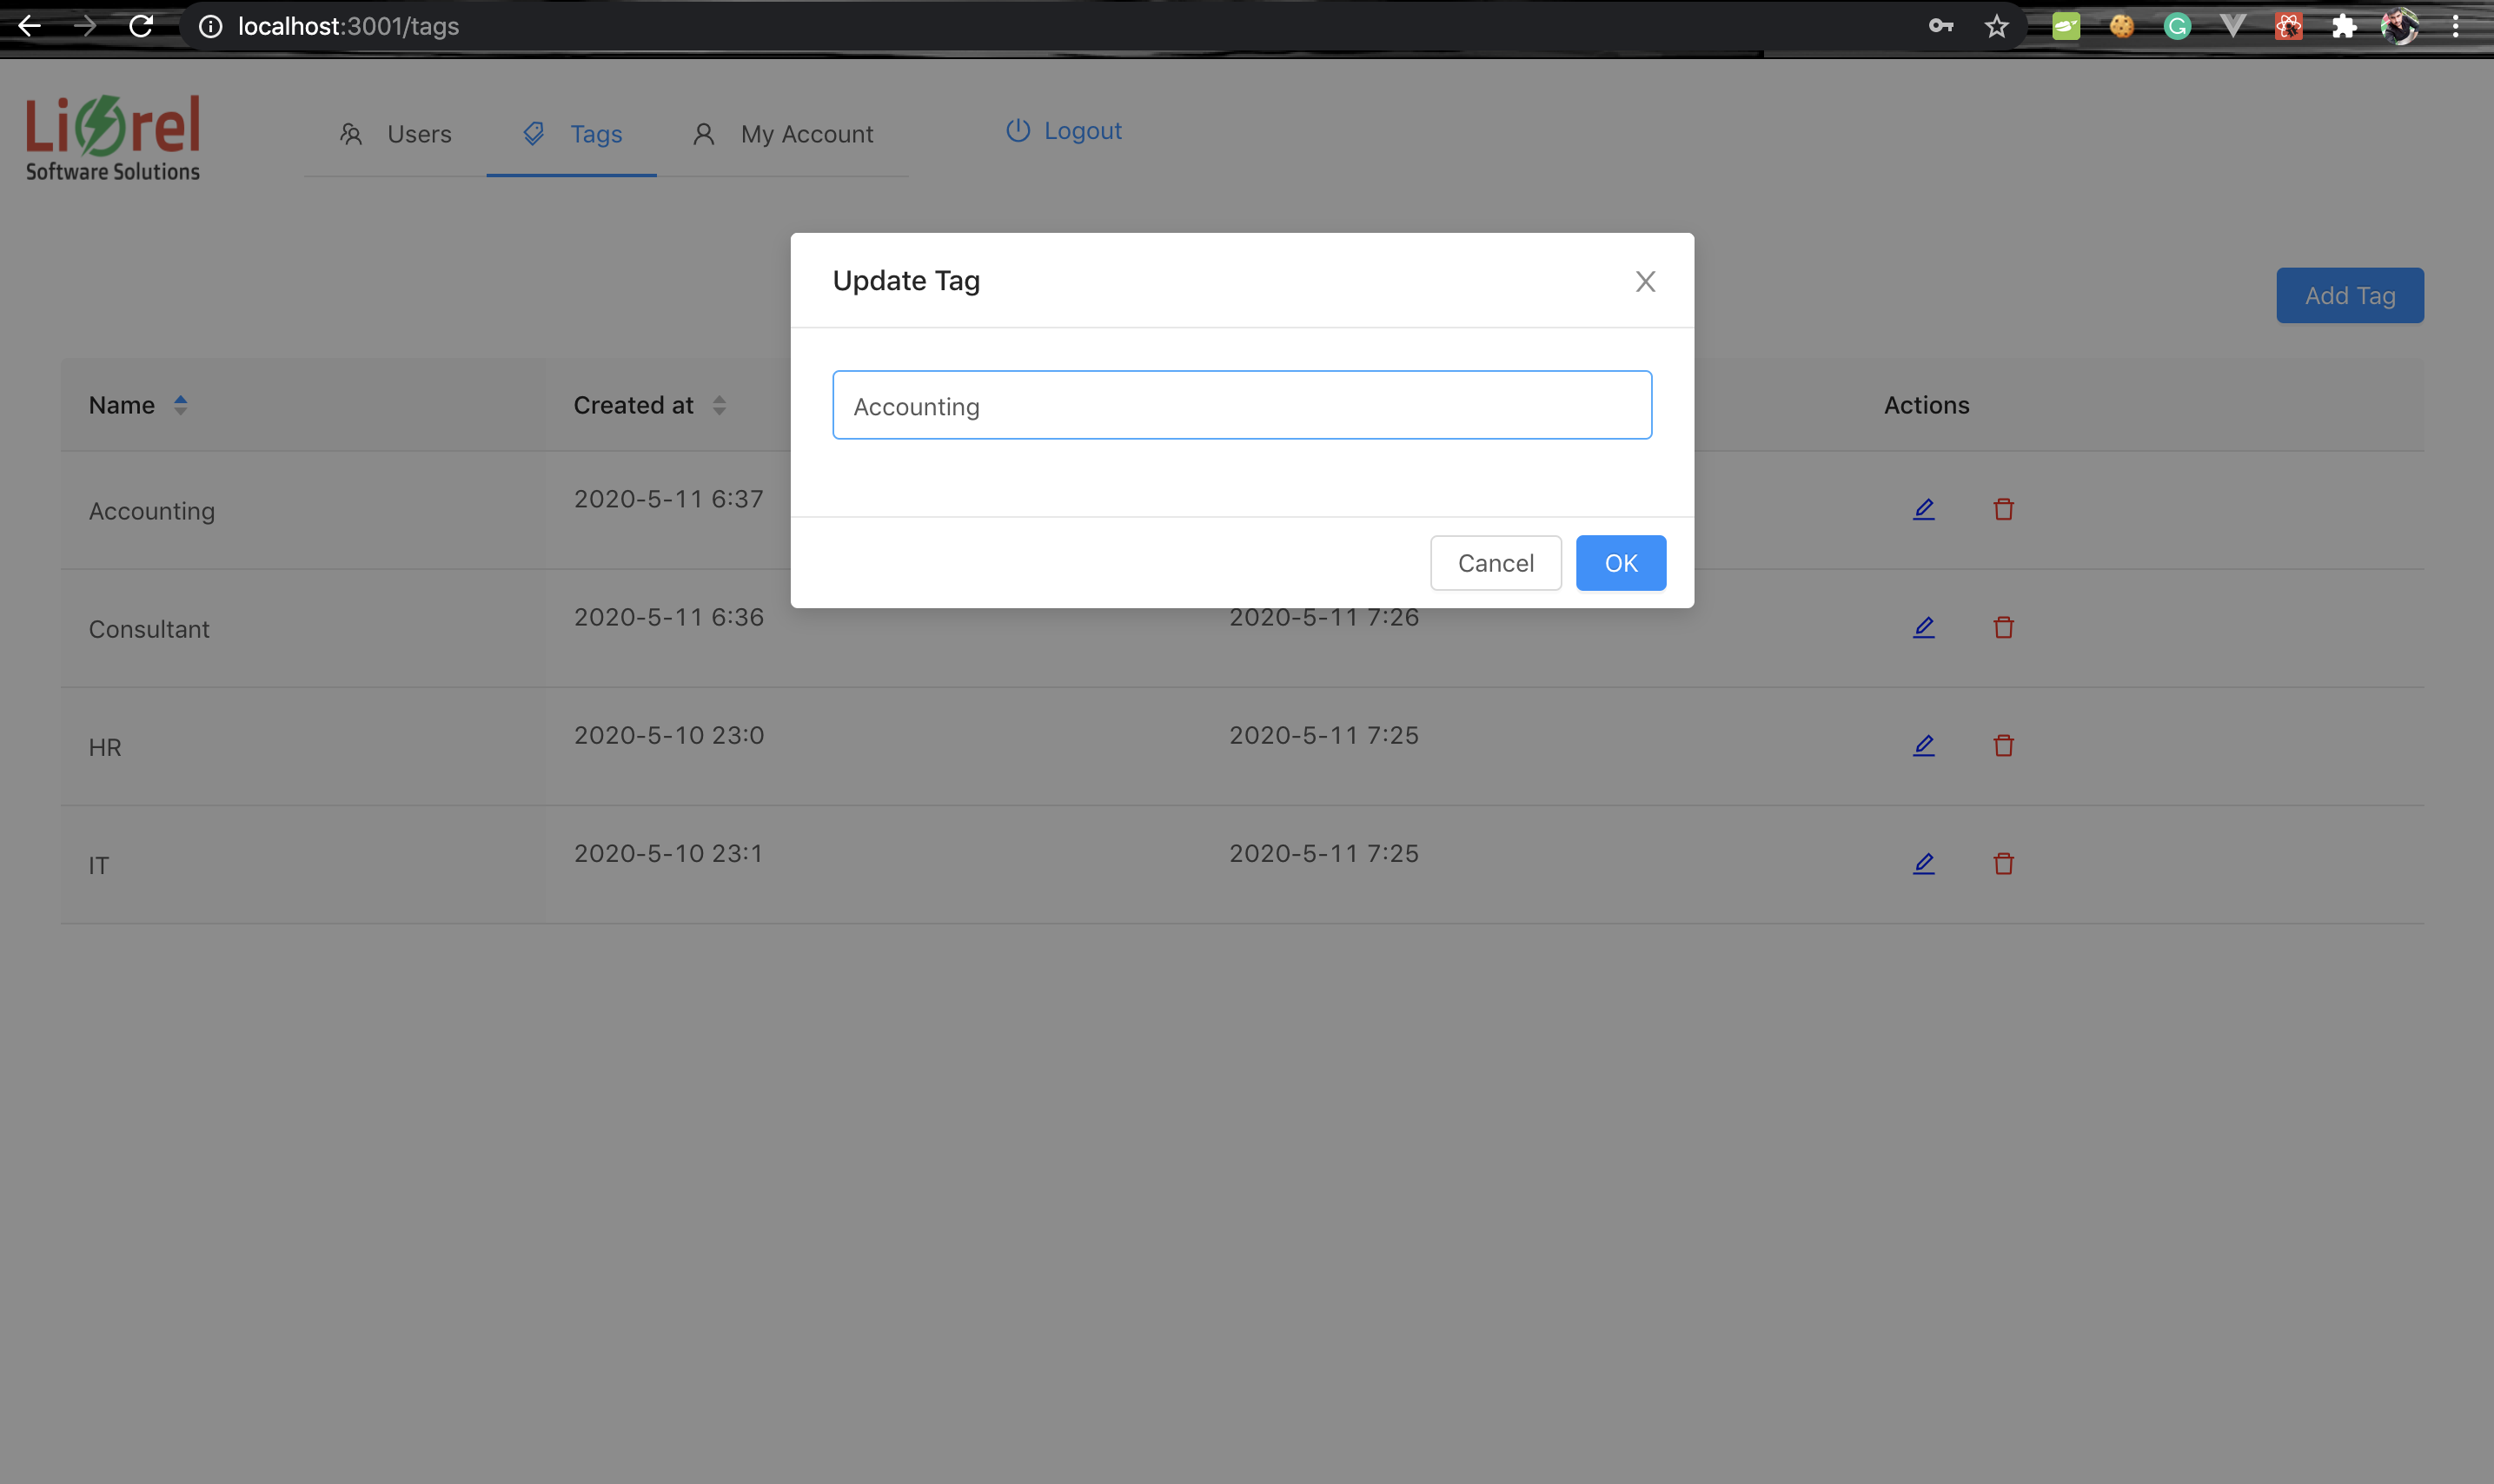 localhost:3001/tags
Liorel
Software Solutions
Users
Tags
My Account
Logout
Update Tag
Add Tag
Accounting
Cancel
OK
Name
Created at
Actions
Accounting
2020-5-11 6:37
Consultant
2020-5-11 6:36
2020-5-11 7:26
HR
2020-5-10 23:0
2020-5-11 7:25
IT
2020-5-10 23:1
2020-5-11 7:25